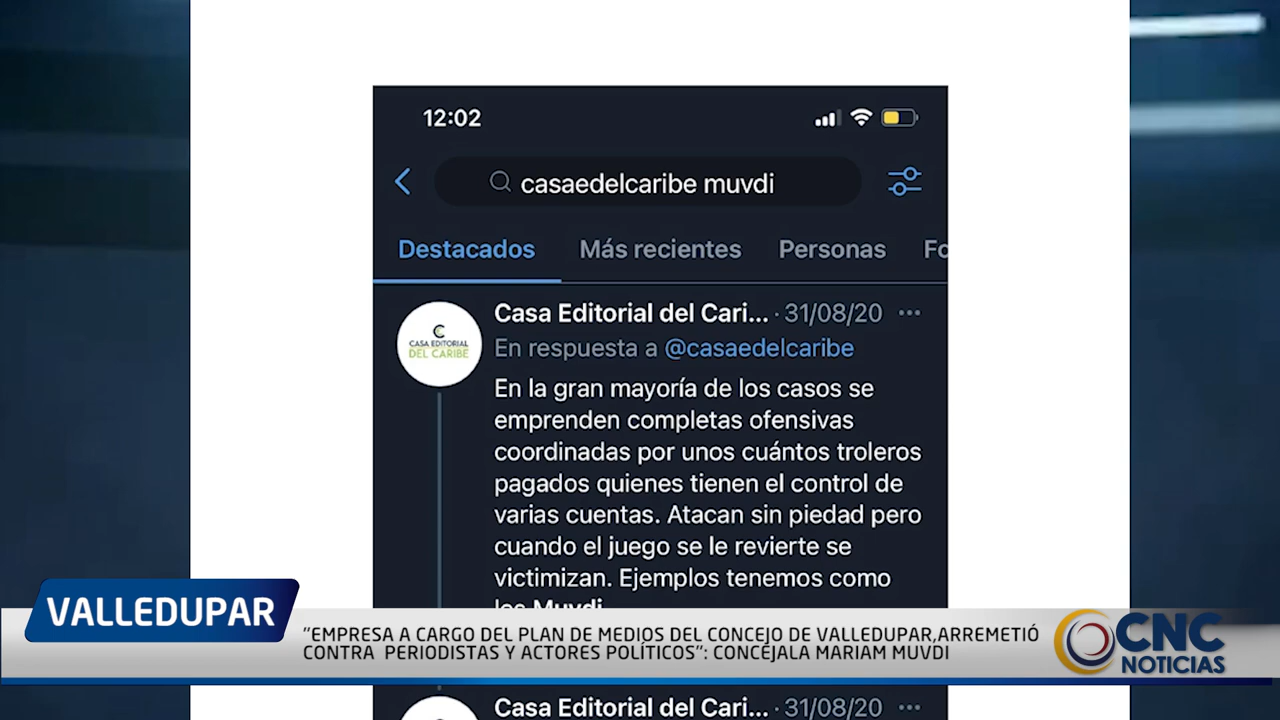 12:02
casaedelcaribe muvdi
Destacados
Más recientes
Personas
Fo
C
CASA EDITORIAL
DEL CARIBE
Casa Editorial del Cari... · 31/08/20 ···
En respuesta a @casaedelcaribe
En la gran mayoría de los casos se
emprenden completas ofensivas
coordinadas por unos cuántos troleros
pagados quienes tienen el control de
varias cuentas. Atacan sin piedad pero
cuando el juego se le revierte se
victimizan. Ejemplos tenemos como
los Muvdi
VALLEDUPAR
"EMPRESA A CARGO DEL PLAN DE MEDIOS DEL CONCEJO DE VALLEDUPAR,ARREMETIÓ
CONTRA PERIODISTAS Y ACTORES POLÍTICOS": CONCEJALA MARIAM MUVDI
CNC
NOTICIAS
Casa Editorial del Cari... · 31/08/20 ···